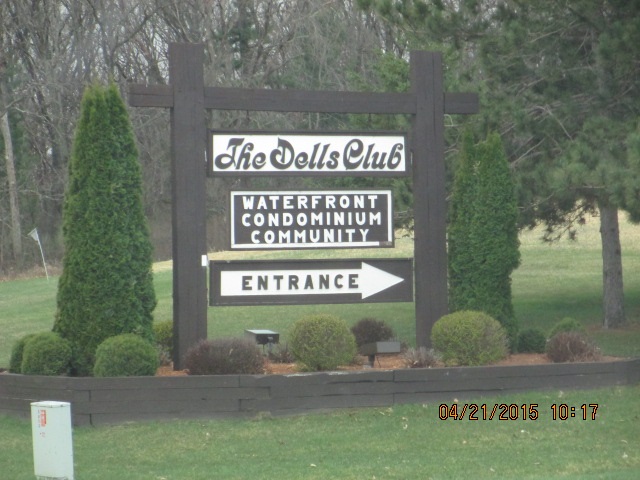 The Dells Club
WATERFRONT
CONDOMINIUM
COMMUNITY
ENTRANCE
04/21/2015 10:17